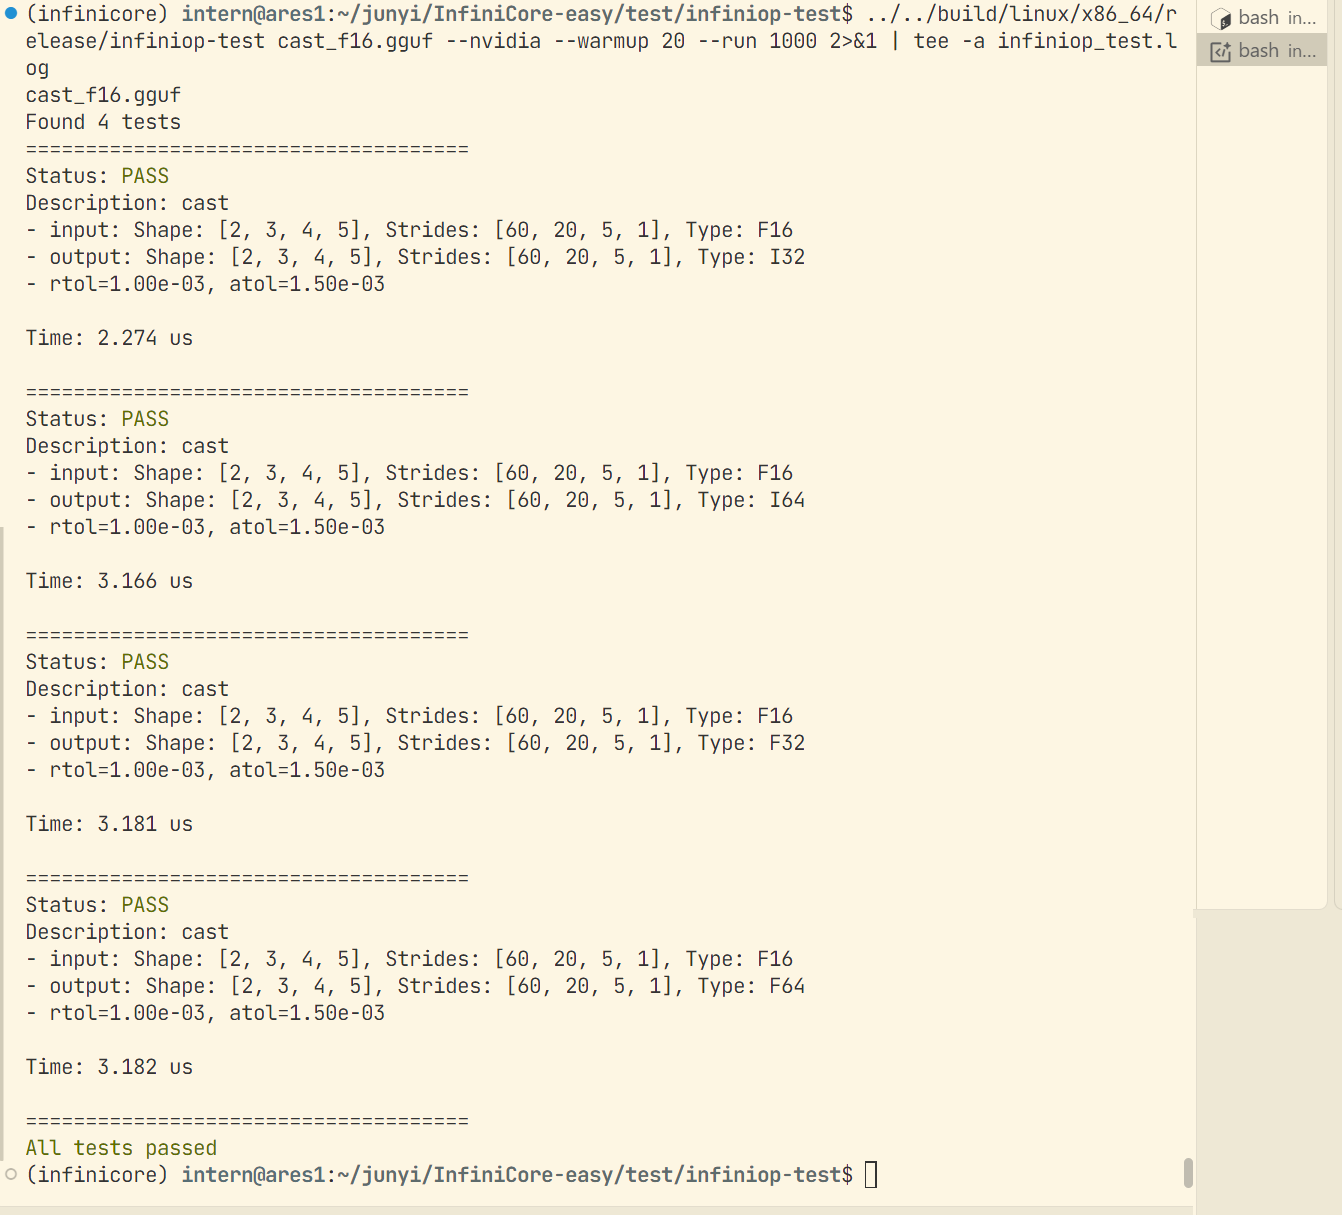 (infinicore) intern@ares1:~/junyi/InfiniCore-easy/test/infiniop-test$ ../../build/linux/x86_64/r
elease/infiniop-test cast_f16.gguf --nvidia --warmup 20 --run 1000 2>&1 | tee -a infiniop_test.l
og
cast_f16.gguf
Found 4 tests
=====================================
Status: PASS
Description: cast
- input: Shape: [2, 3, 4, 5], Strides: [60, 20, 5, 1], Type: F16
- output: Shape: [2, 3, 4, 5], Strides: [60, 20, 5, 1], Type: I32
- rtol=1.00e-03, atol=1.50e-03
Time: 2.274 us
=====================================
Status: PASS
Description: cast
- input: Shape: [2, 3, 4, 5], Strides: [60, 20, 5, 1], Type: F16
- output: Shape: [2, 3, 4, 5], Strides: [60, 20, 5, 1], Type: I64
- rtol=1.00e-03, atol=1.50e-03
Time: 3.166 us
=====================================
Status: PASS
Description: cast
- input: Shape: [2, 3, 4, 5], Strides: [60, 20, 5, 1], Type: F16
- output: Shape: [2, 3, 4, 5], Strides: [60, 20, 5, 1], Type: F32
- rtol=1.00e-03, atol=1.50e-03
Time: 3.181 us
=====================================
Status: PASS
Description: cast
- input: Shape: [2, 3, 4, 5], Strides: [60, 20, 5, 1], Type: F16
- output: Shape: [2, 3, 4, 5], Strides: [60, 20, 5, 1], Type: F64
- rtol=1.00e-03, atol=1.50e-03
Time: 3.182 us
=====================================
All tests passed
(infinicore) intern@ares1:~/junyi/InfiniCore-easy/test/infiniop-test$
bash in...
bash in...